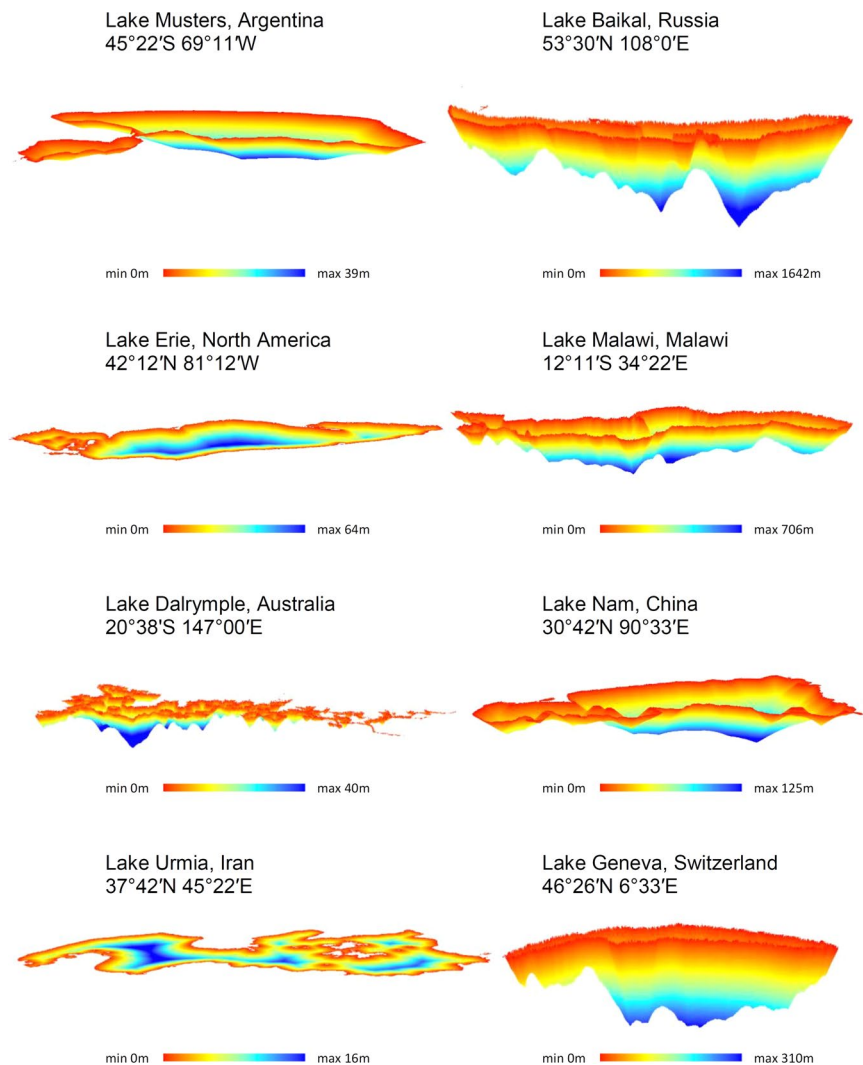 Lake Musters, Argentina
45°22′S 69°11′W
min 0m max 39m
Lake Baikal, Russia
53°30′N 108°0′E
min 0m max 1642m
Lake Erie, North America
42°12′N 81°12′W
min 0m max 64m
Lake Malawi, Malawi
12°11′S 34°22′E
min 0m max 706m
Lake Dalrymple, Australia
20°38′S 147°00′E
min 0m max 40m
Lake Nam, China
30°42′N 90°33′E
min 0m max 125m
Lake Urmia, Iran
37°42′N 45°22′E
min 0m max 16m
Lake Geneva, Switzerland
46°26′N 6°33′E
min 0m max 310m